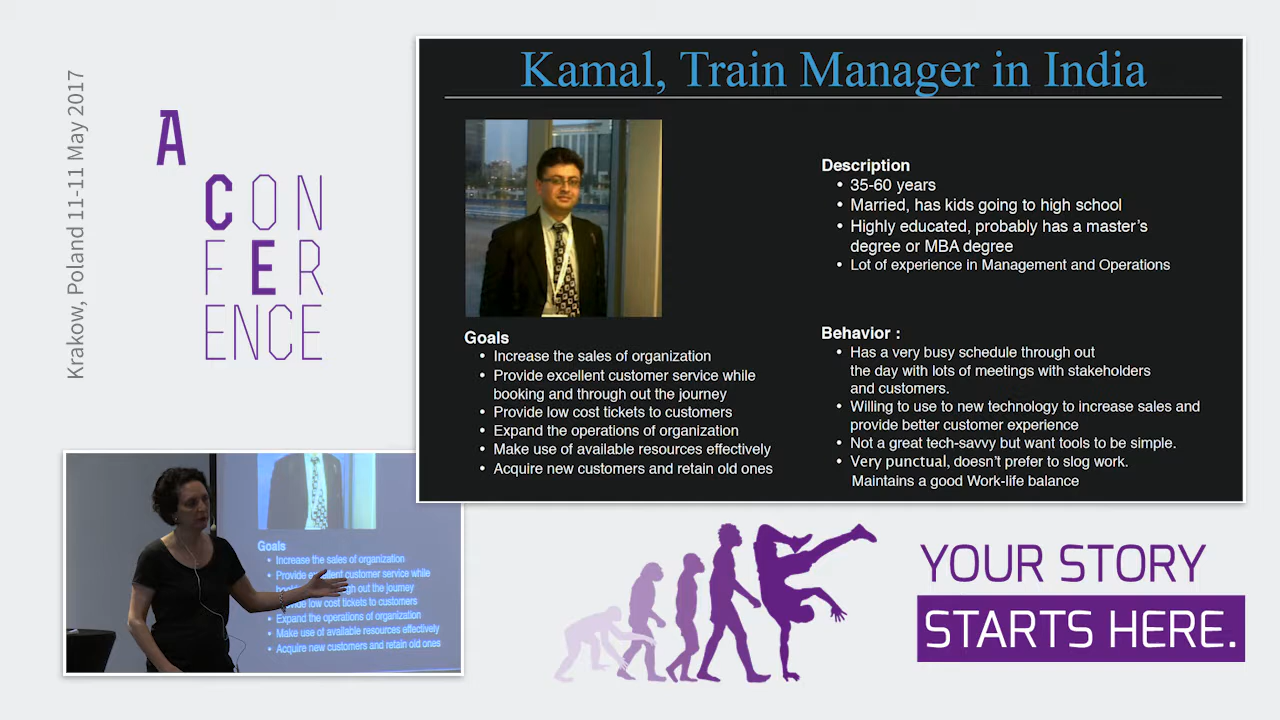 Krakow, Poland 11-11 May 2017
A
CON
FER
ENCE
Kamal, Train Manager in India
Description
• 35-60 years
• Married, has kids going to high school
• Highly educated, probably has a master's
degree or MBA degree
• Lot of experience in Management and Operations
Goals
• Increase the sales of organization
• Provide excellent customer service while
booking and through out the journey
• Provide low cost tickets to customers
• Expand the operations of organization
• Make use of available resources effectively
• Acquire new customers and retain old ones
Behavior :
• Has a very busy schedule through out
the day with lots of meetings with stakeholders
and customers.
• Willing to use to new technology to increase sales and
provide better customer experience
• Not a great tech-savvy but want tools to be simple.
• Very punctual, doesn't prefer to slog work.
Maintains a good Work-life balance
Goals
• Increase the sales of organization
• Provide excellent customer service while
through out the journey
low cost tickets to customers
• Expand the operations of organization
• Make use of available resources effectively
• Acquire new customers and retain old ones
YOUR STORY
STARTS HERE.